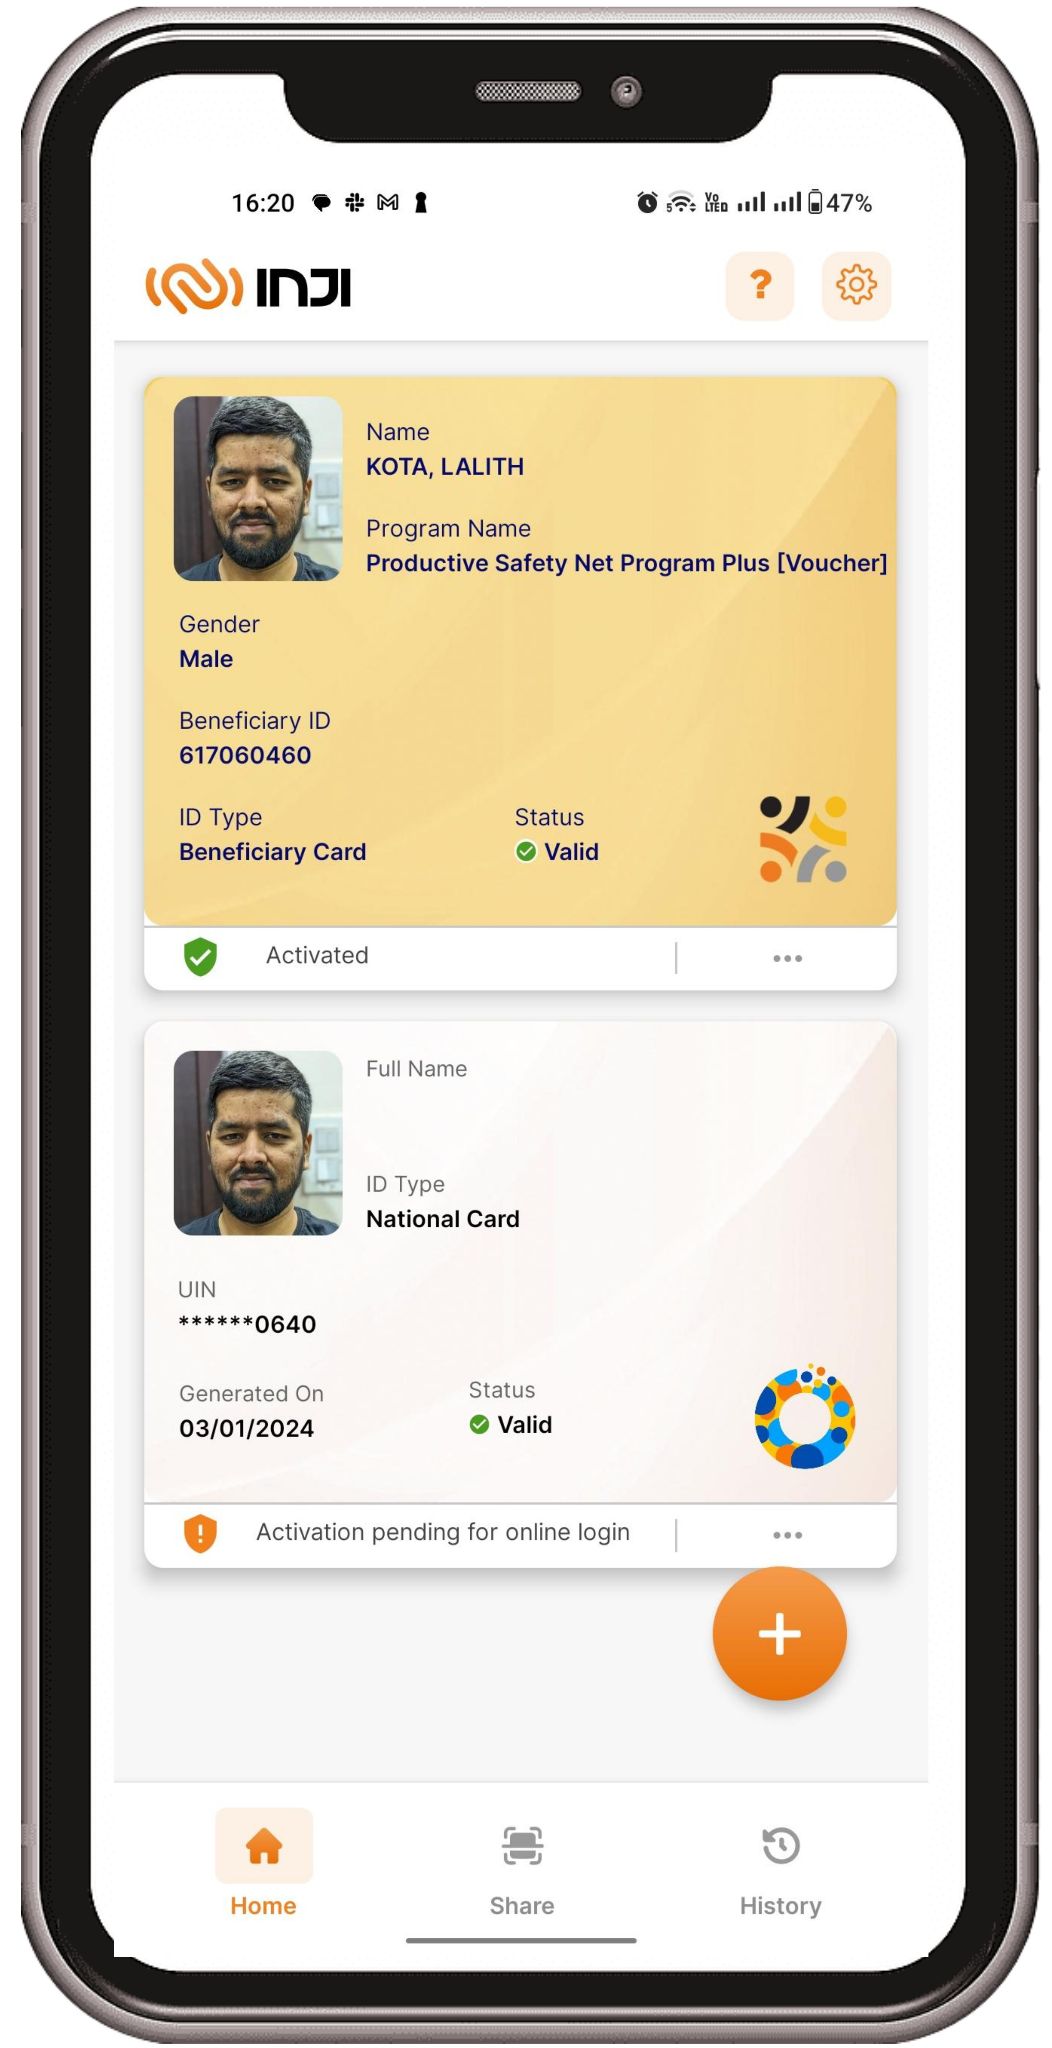 16:20
47%
INJI
?
Name
KOTA, LALITH
Program Name
Productive Safety Net Program Plus [Voucher]
Gender
Male
Beneficiary ID
617060460
ID Type Status
Beneficiary Card Valid
Activated
Full Name
ID Type
National Card
UIN
******0640
Generated On Status
03/01/2024 Valid
Activation pending for online login
Home Share History